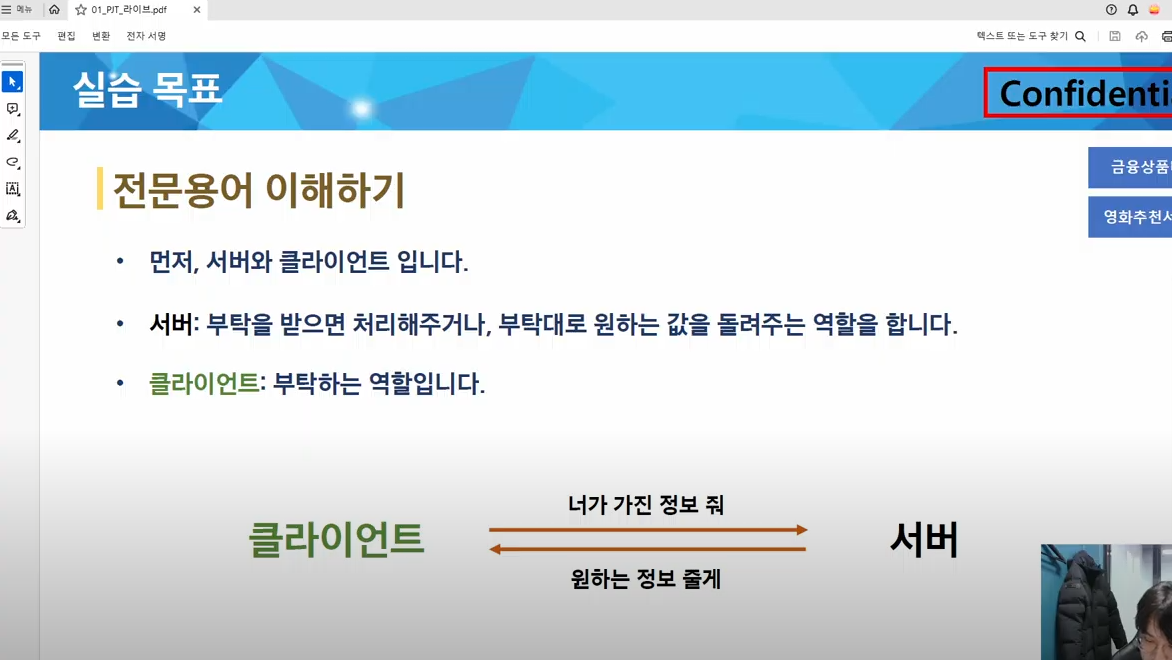 메뉴
01_PJT_라이브.pdf
모든 도구 편집 변환 전자 서명
텍스트 또는 도구 찾기
실습 목표
Confidenti
금융상품
영화추천서
전문용어 이해하기
• 먼저, 서버와 클라이언트 입니다.
• 서버: 부탁을 받으면 처리해주거나, 부탁대로 원하는 값을 돌려주는 역할을 합니다.
• 클라이언트: 부탁하는 역할입니다.
너가 가진 정보 줘
클라이언트
서버
원하는 정보 줄게